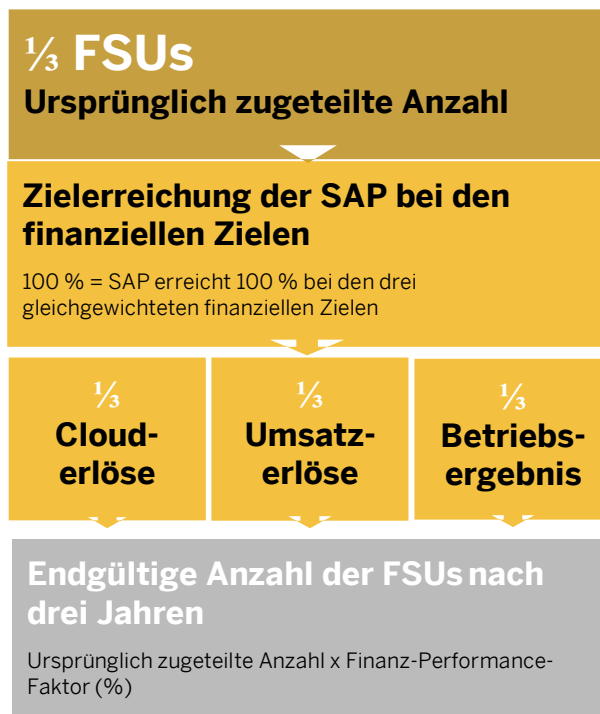 ⅓ FSUs
Ursprünglich zugeteilte Anzahl
Zielerreichung der SAP bei den
finanziellen Zielen
100 % = SAP erreicht 100 % bei den drei
gleichgewichteten finanziellen Zielen
⅓
Cloud-
erlöse
⅓
Umsatz-
erlöse
⅓
Betriebs-
ergebnis
Endgültige Anzahl der FSUs nach
drei Jahren
Ursprünglich zugeteilte Anzahl x Finanz-Performance-
Faktor (%)